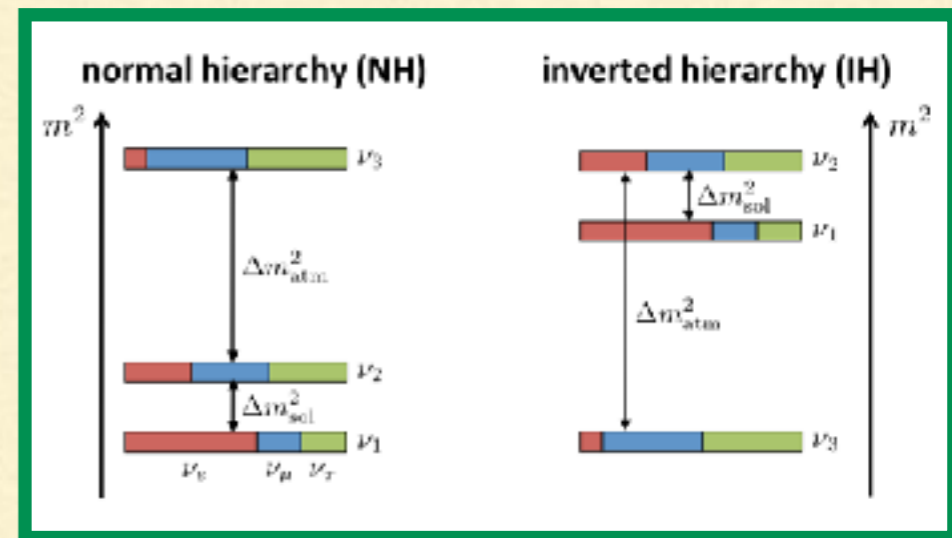 normal hierarchy (NH)
m²
ν₃
Δm²atm
ν₂
Δm²sol
ν₁
νe νμ ντ
inverted hierarchy (IH)
m²
ν₂
Δm²sol
ν₁
Δm²atm
ν₃